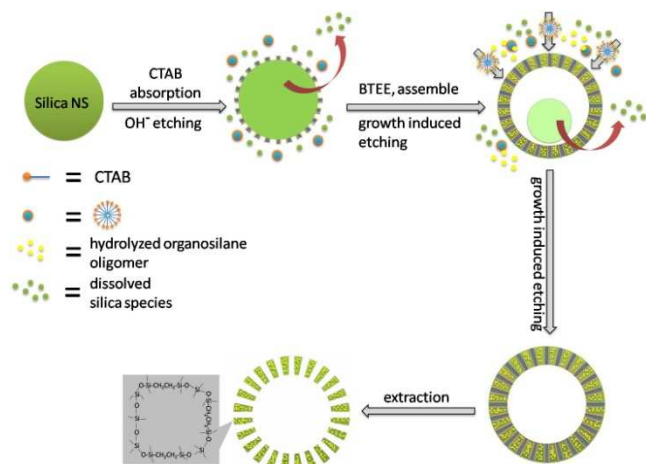 Silica NS
CTAB
absorption
OH⁻ etching
BTEE, assemble
growth induced
etching
= CTAB
=
= hydrolyzed organosilane
oligomer
= dissolved
silica species
growth induced
etching
extraction